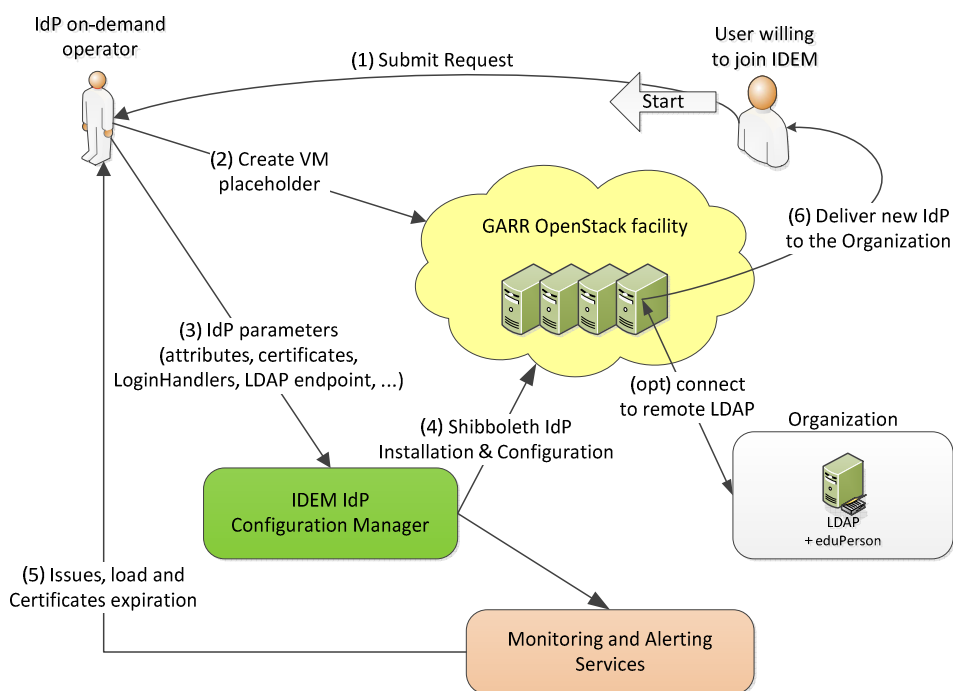 IdP on-demand
operator
(1) Submit Request
User willing
to join IDEM
Start
(2) Create VM
placeholder
GARR OpenStack facility
(6) Deliver new IdP
to the Organization
(3) IdP parameters
(attributes, certificates,
LoginHandlers, LDAP endpoint, ...)
(opt) connect
to remote LDAP
(4) Shibboleth IdP
Installation & Configuration
Organization
LDAP
+ eduPerson
IDEM IdP
Configuration Manager
(5) Issues, load and
Certificates expiration
Monitoring and Alerting
Services